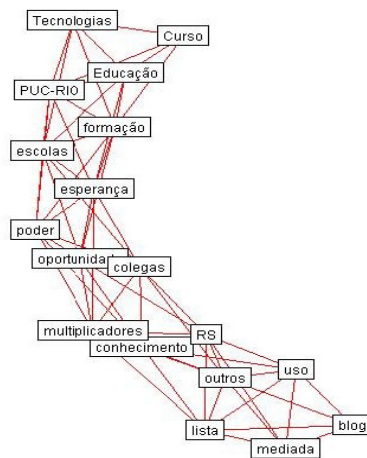 Tecnologias
Curso
Educação
PUC-RIO
formação
escolas
esperança
poder
oportunidad
colegas
multiplicadores
RS
conhecimento
outros
uso
lista
blog
mediada